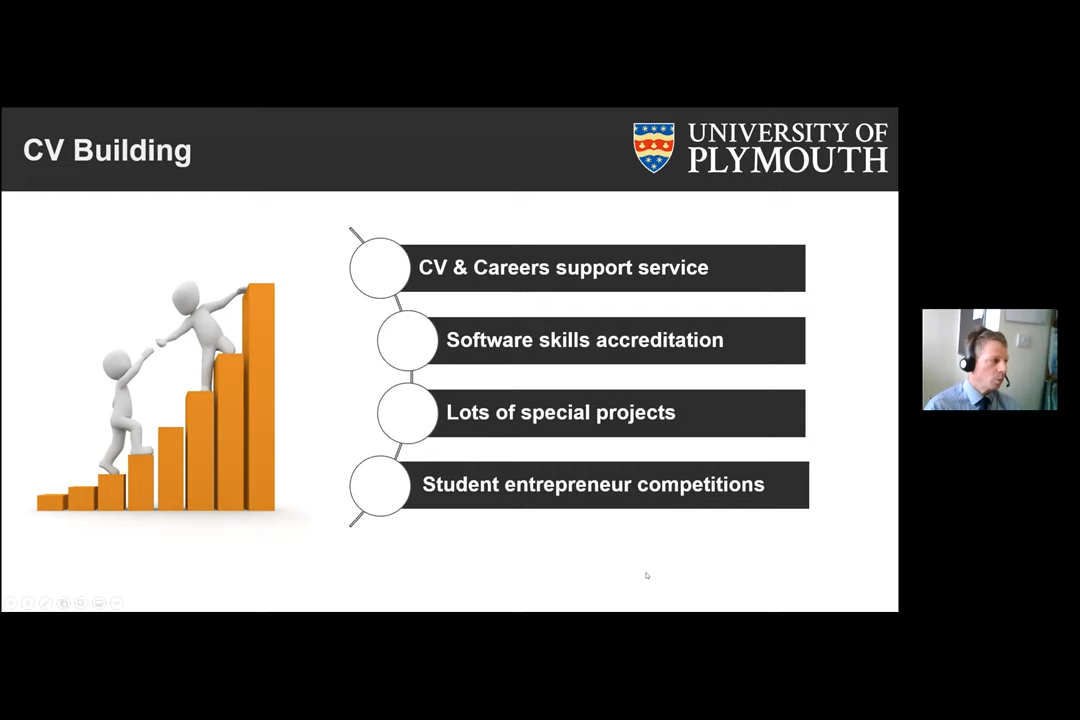 CV Building
UNIVERSITY OF
PLYMOUTH
CV & Careers support service
Software skills accreditation
Lots of special projects
Student entrepreneur competitions